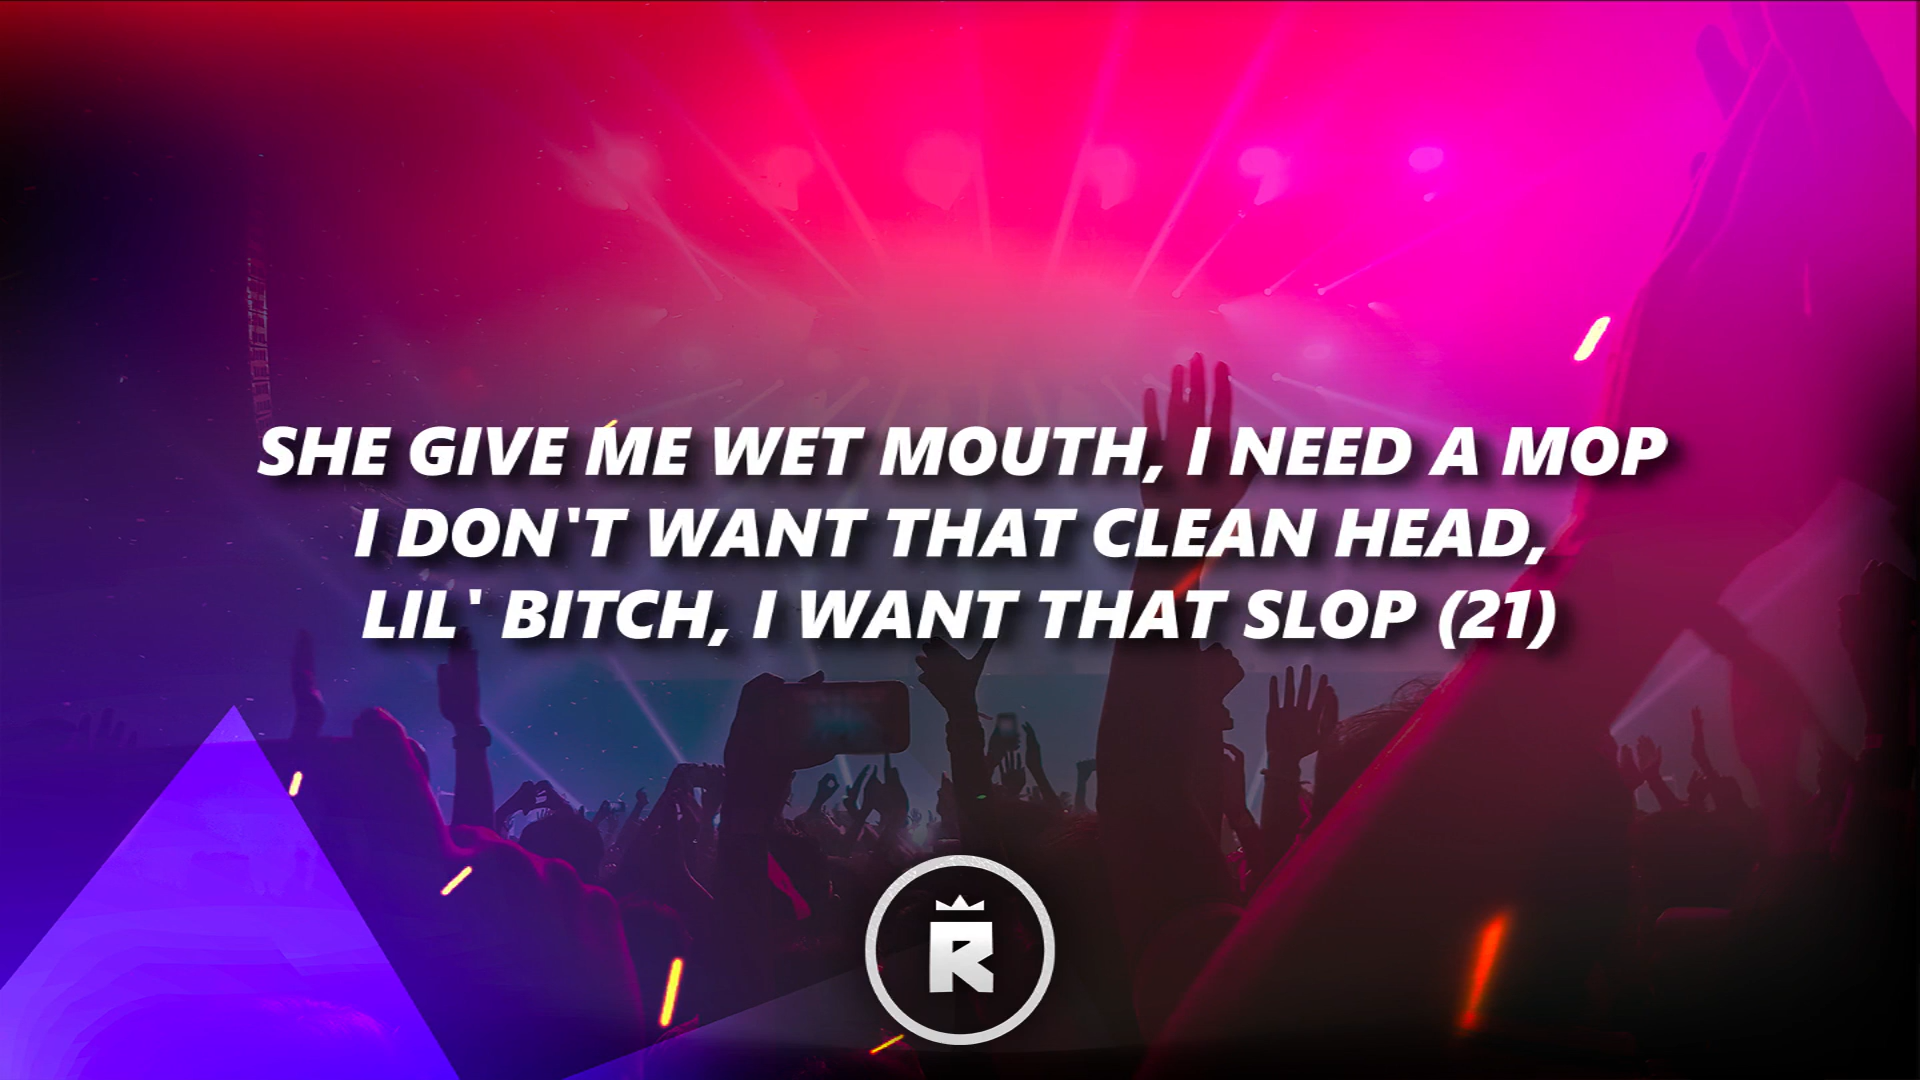 SHE GIVE ME WET MOUTH, I NEED A MOP
I DON'T WANT THAT CLEAN HEAD,
LIL' BITCH, I WANT THAT SLOP (21)
R